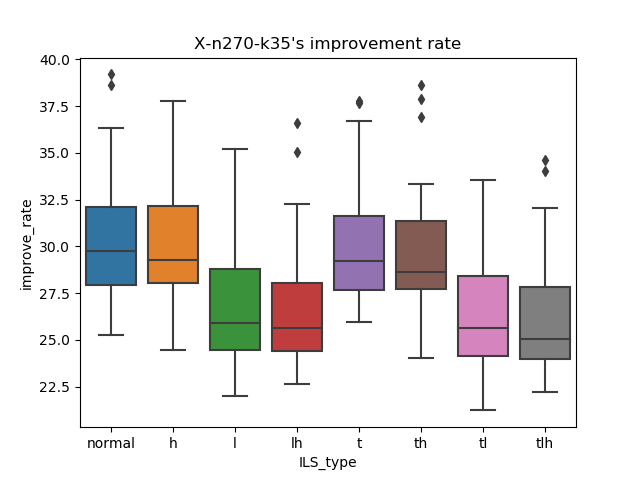 X-n270-k35's improvement rate
improve_rate
40.0
37.5
35.0
32.5
30.0
27.5
25.0
22.5
normal h l lh t th tl tlh
ILS_type